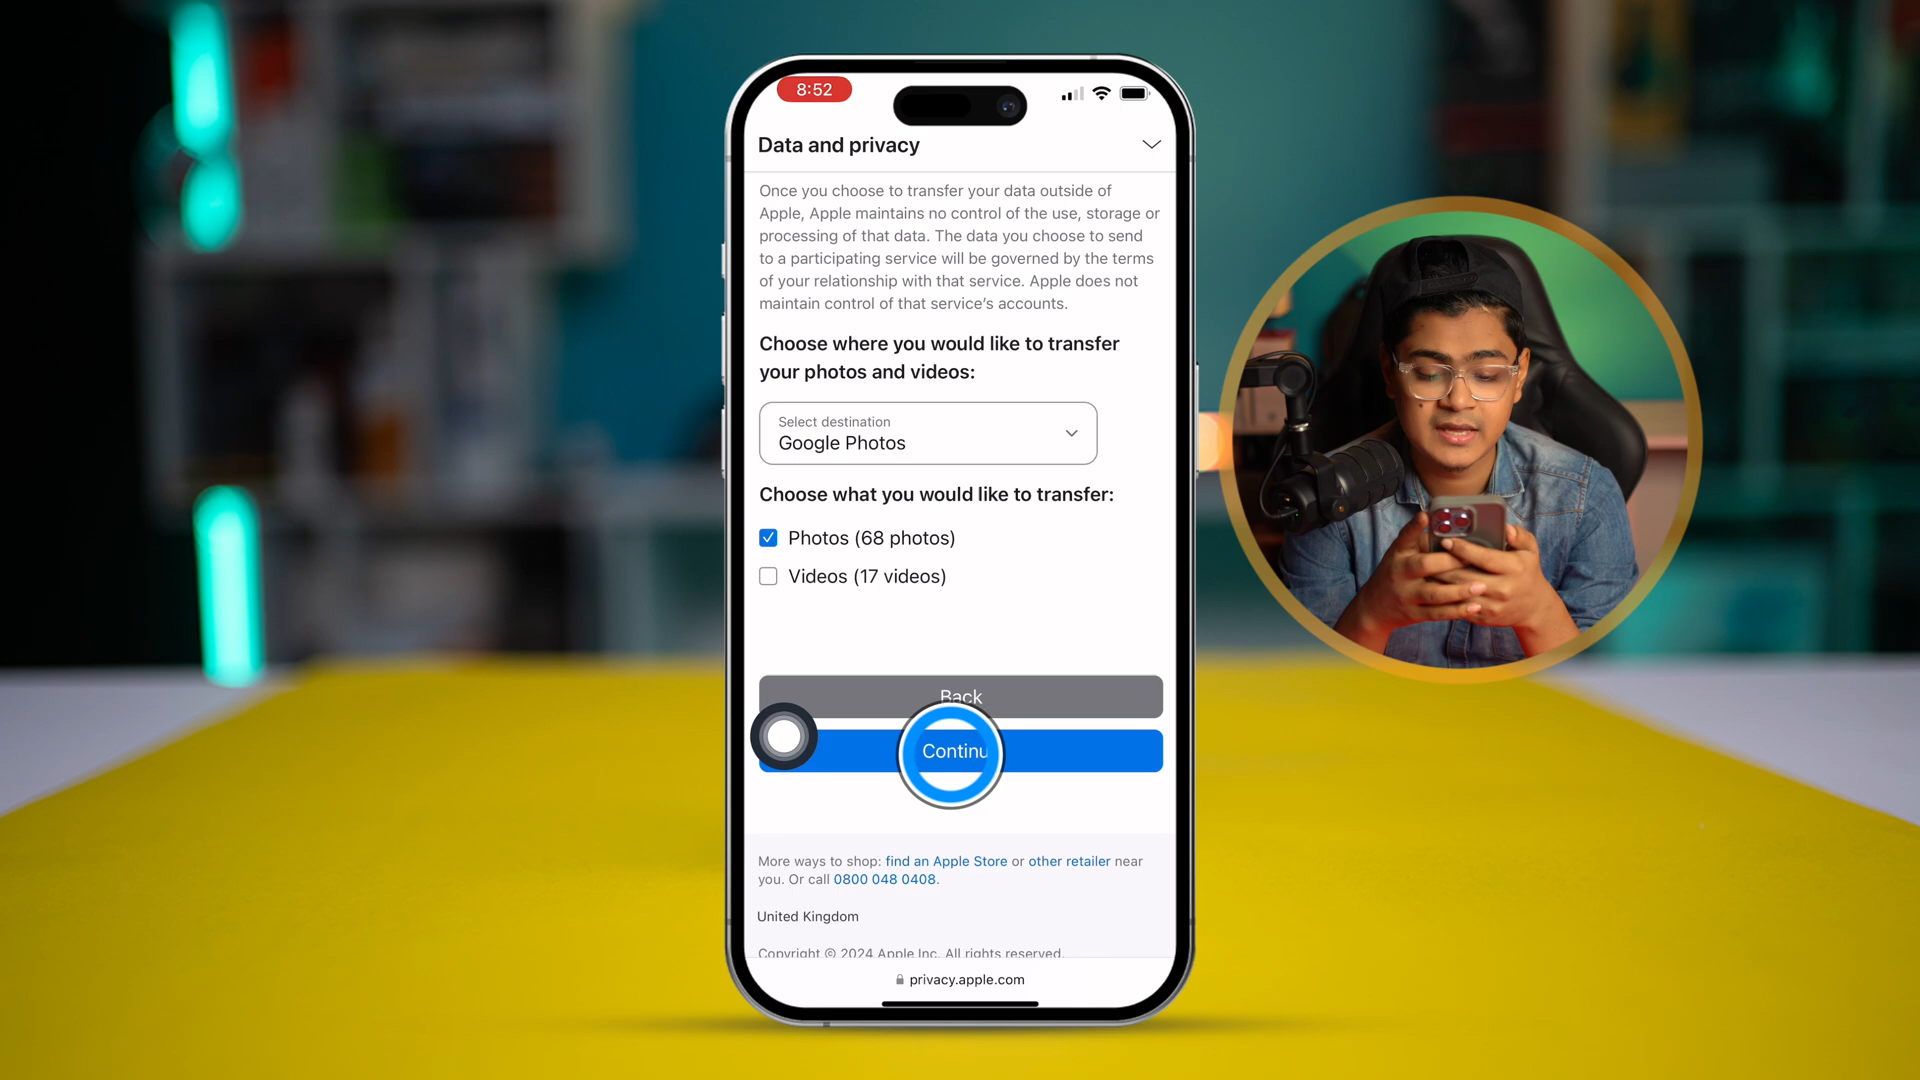 8:52
Data and privacy
Once you choose to transfer your data outside of
Apple, Apple maintains no control of the use, storage or
processing of that data. The data you choose to send
to a participating service will be governed by the terms
of your relationship with that service. Apple does not
maintain control of that service's accounts.
Choose where you would like to transfer
your photos and videos:
Select destination
Google Photos
Choose what you would like to transfer:
Photos (68 photos)
Videos (17 videos)
Back
Continu
More ways to shop: find an Apple Store or other retailer near
you. Or call 0800 048 0408.
United Kingdom
Copyright © 2024 Apple Inc. All rights reserved.
privacy.apple.com